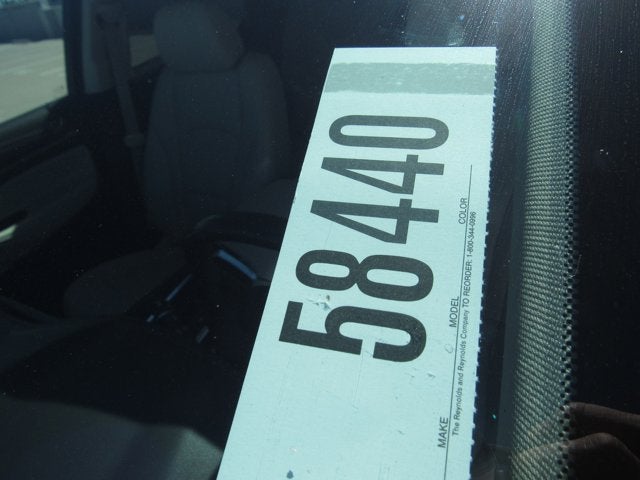 58440
MAKE MODEL COLOR
The Reynolds and Reynolds Company TO REORDER: 1-800-344-0996